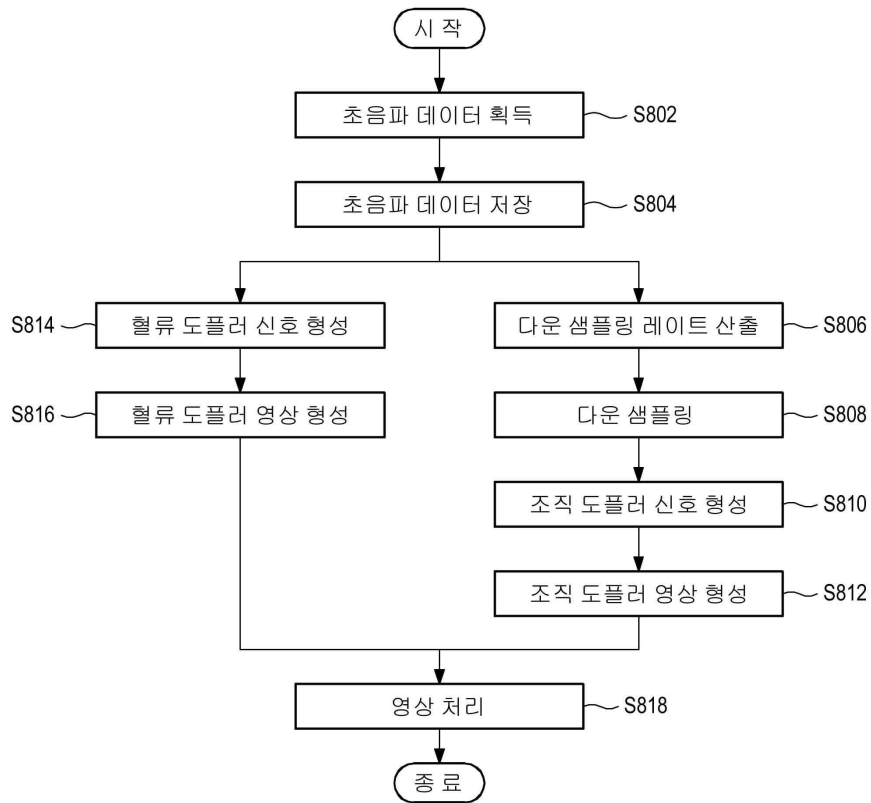 시작
초음파 데이터 획득
S802
초음파 데이터 저장
S804
S814
혈류 도플러 신호 형성
다운 샘플링 레이트 산출
S806
S816
혈류 도플러 영상 형성
다운 샘플링
S808
조직 도플러 신호 형성
S810
조직 도플러 영상 형성
S812
영상 처리
S818
종료